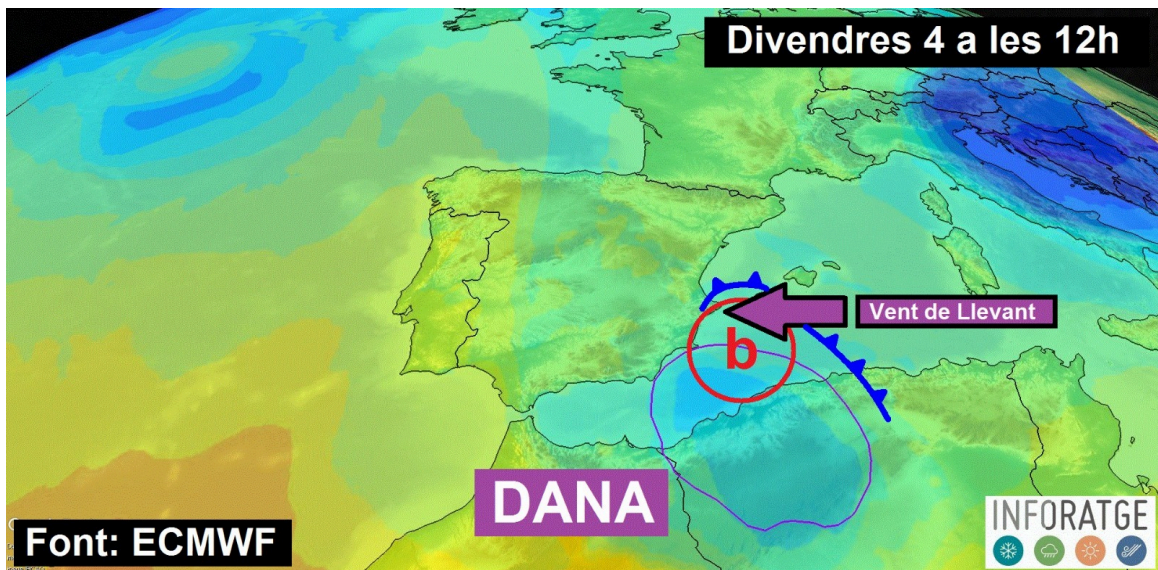 Divendres 4 a les 12h
Vent de Llevant
b
DANA
INFORATGE
Font: ECMWF